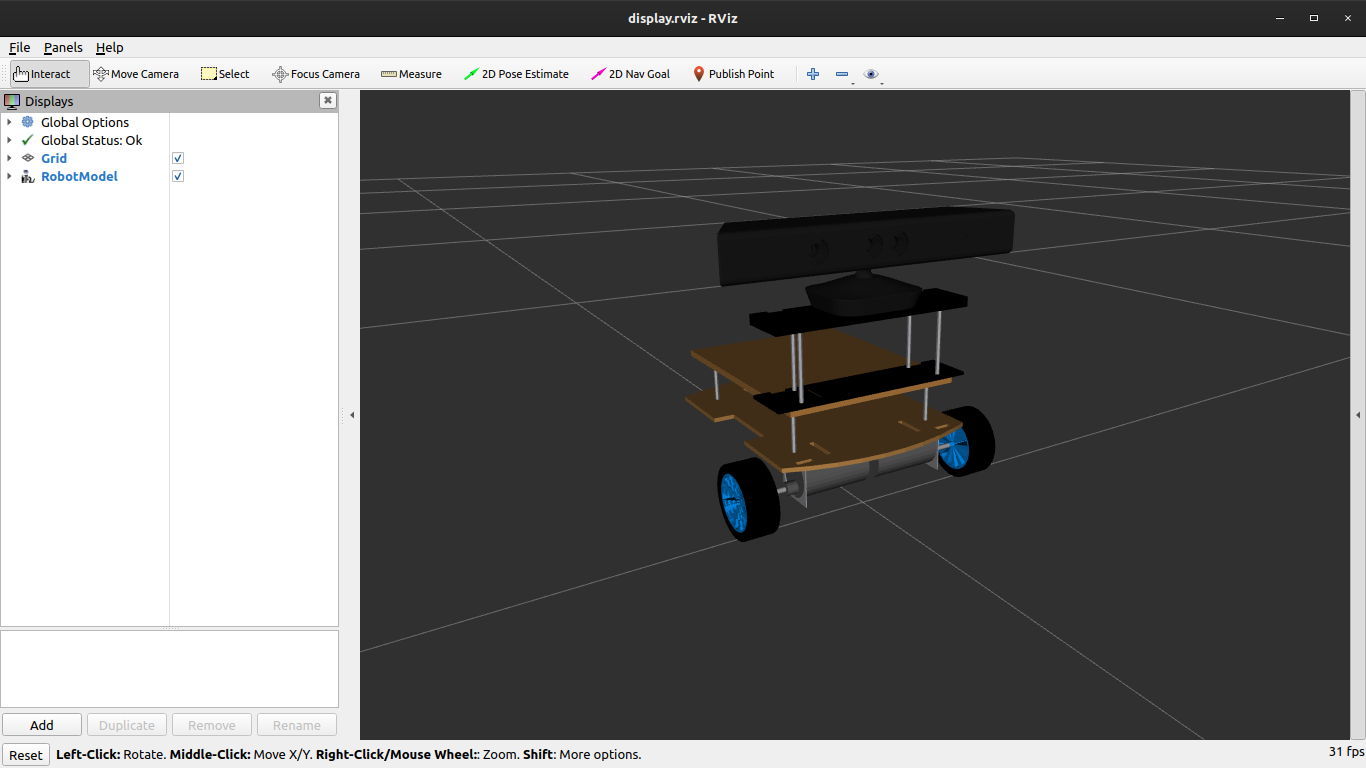 display.rviz - RViz
File Panels Help
Interact Move Camera Select Focus Camera Measure 2D Pose Estimate 2D Nav Goal Publish Point
Displays
Global Options
Global Status: Ok
Grid
RobotModel
Add Duplicate Remove Rename
Reset Left-Click: Rotate. Middle-Click: Move X/Y. Right-Click/Mouse Wheel:: Zoom. Shift: More options. 31 fps